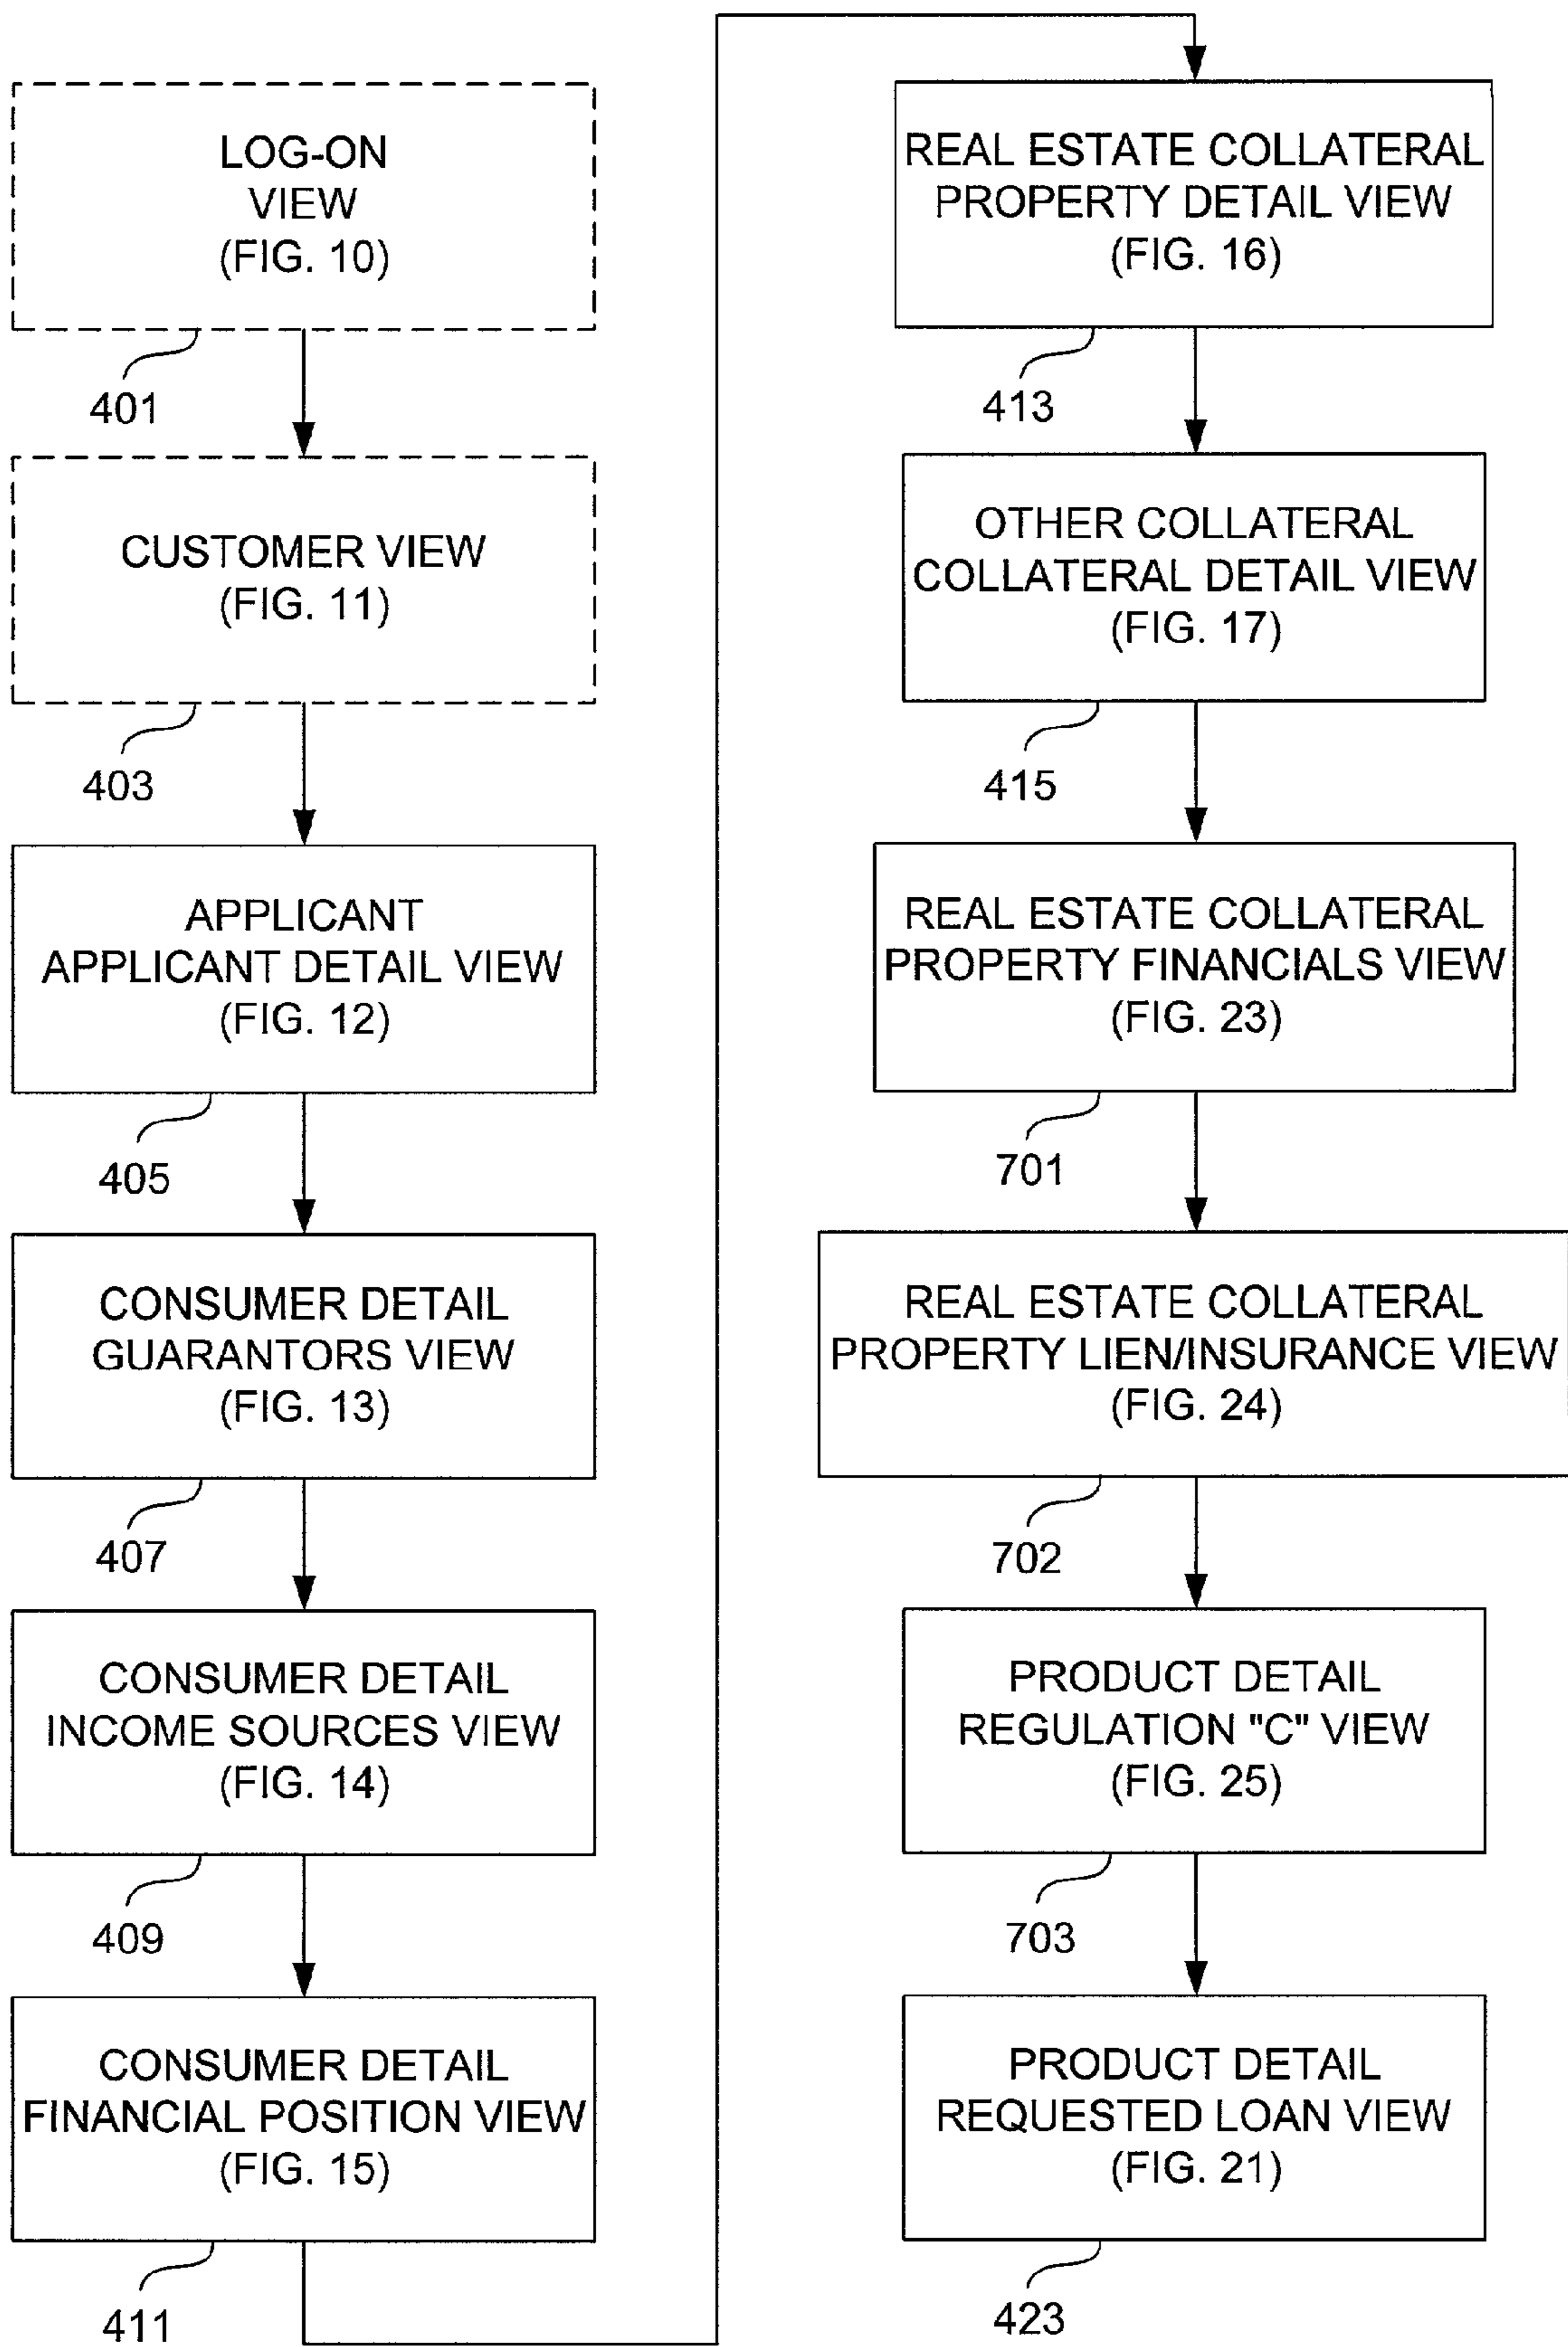 LOG-ON
VIEW
(FIG. 10)
401
CUSTOMER VIEW
(FIG. 11)
403
APPLICANT
APPLICANT DETAIL VIEW
(FIG. 12)
405
CONSUMER DETAIL
GUARANTORS VIEW
(FIG. 13)
407
CONSUMER DETAIL
INCOME SOURCES VIEW
(FIG. 14)
409
CONSUMER DETAIL
FINANCIAL POSITION VIEW
(FIG. 15)
411
REAL ESTATE COLLATERAL
PROPERTY DETAIL VIEW
(FIG. 16)
413
OTHER COLLATERAL
COLLATERAL DETAIL VIEW
(FIG. 17)
415
REAL ESTATE COLLATERAL
PROPERTY FINANCIALS VIEW
(FIG. 23)
701
REAL ESTATE COLLATERAL
PROPERTY LIEN/INSURANCE VIEW
(FIG. 24)
702
PRODUCT DETAIL
REGULATION "C" VIEW
(FIG. 25)
703
PRODUCT DETAIL
REQUESTED LOAN VIEW
(FIG. 21)
423